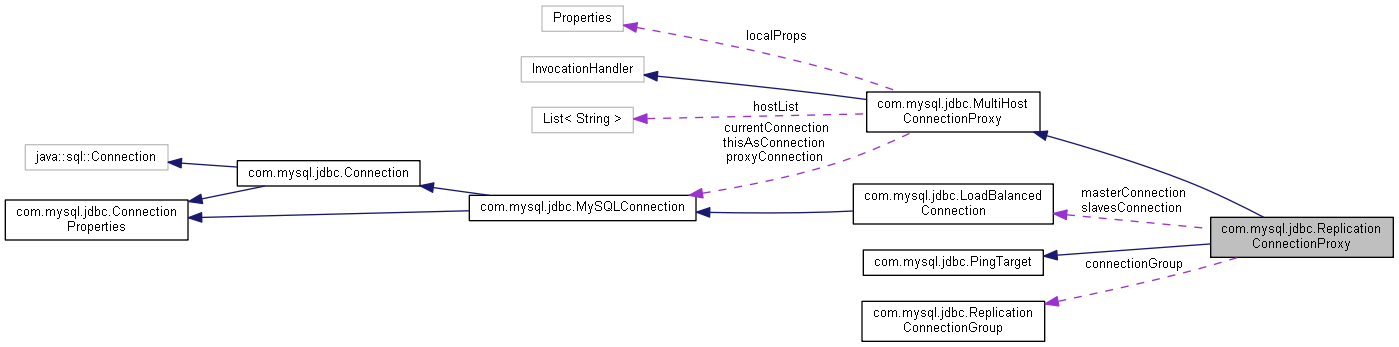 Properties
localProps
InvocationHandler
com.mysql.jdbc.MultiHost
ConnectionProxy
hostList
List< String >
currentConnection
thisAsConnection
proxyConnection
java::sql::Connection
com.mysql.jdbc.Connection
com.mysql.jdbc.Connection
Properties
com.mysql.jdbc.MySQLConnection
com.mysql.jdbc.LoadBalanced
Connection
masterConnection
slavesConnection
com.mysql.jdbc.Replication
ConnectionProxy
com.mysql.jdbc.PingTarget
connectionGroup
com.mysql.jdbc.Replication
ConnectionGroup